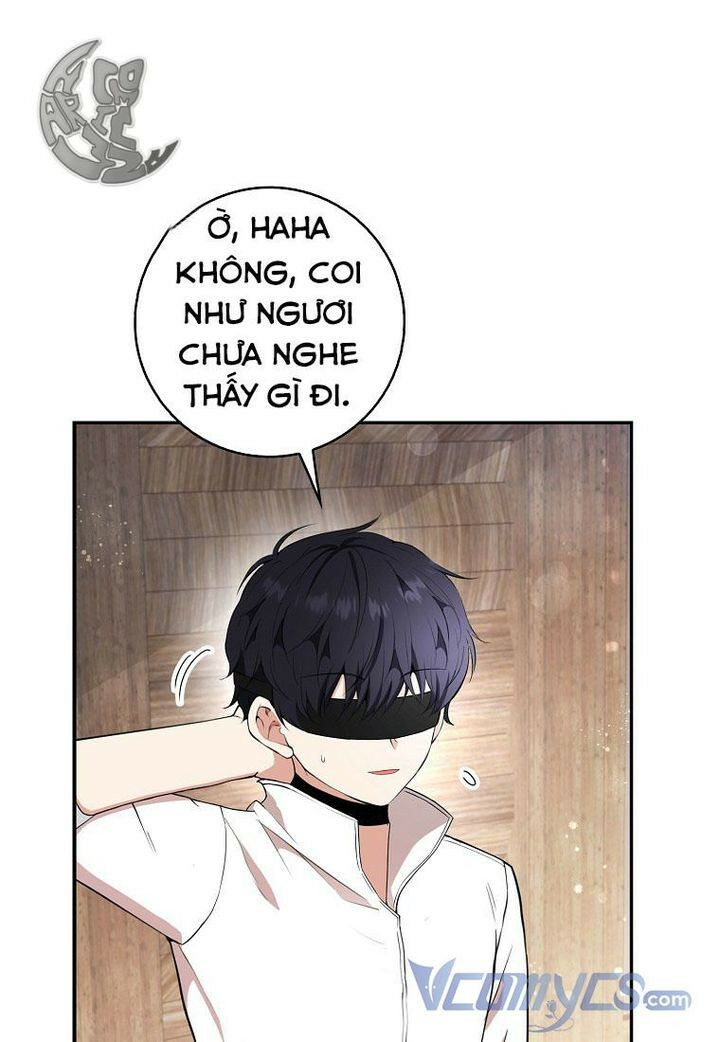 Ờ, HAHA
KHÔNG, COI
NHƯ NGƯƠI
CHƯA NGHE
THẤY GÌ ĐI.
VCOMYCS.com